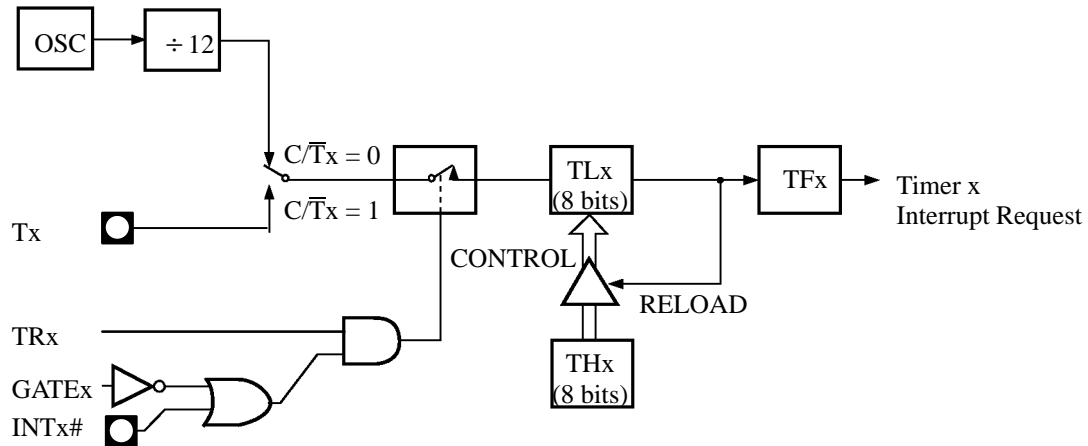 OSC
÷ 12
C/T̅x = 0
C/T̅x = 1
Tx
TLx
(8 bits)
TFx
Timer x
Interrupt Request
CONTROL
RELOAD
TRx
THx
(8 bits)
GATEx
INTx#